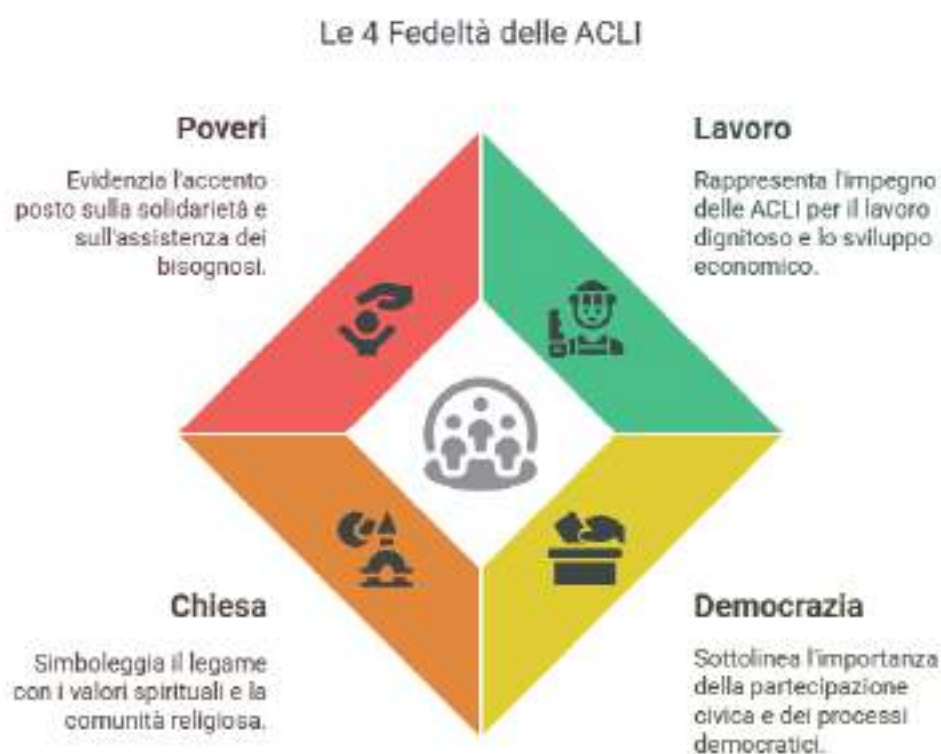 Le 4 Fedeltà delle ACLI
Poveri
Evidenzia l'accento
posto sulla solidarietà e
sull'assistenza dei
bisognosi.
Lavoro
Rappresenta l'impegno
delle ACLI per il lavoro
dignitoso e lo sviluppo
economico.
Chiesa
Simboleggia il legame
con i valori spirituali e la
comunità religiosa.
Democrazia
Sottolinea l'importanza
della partecipazione
civica e dei processi
democratici.